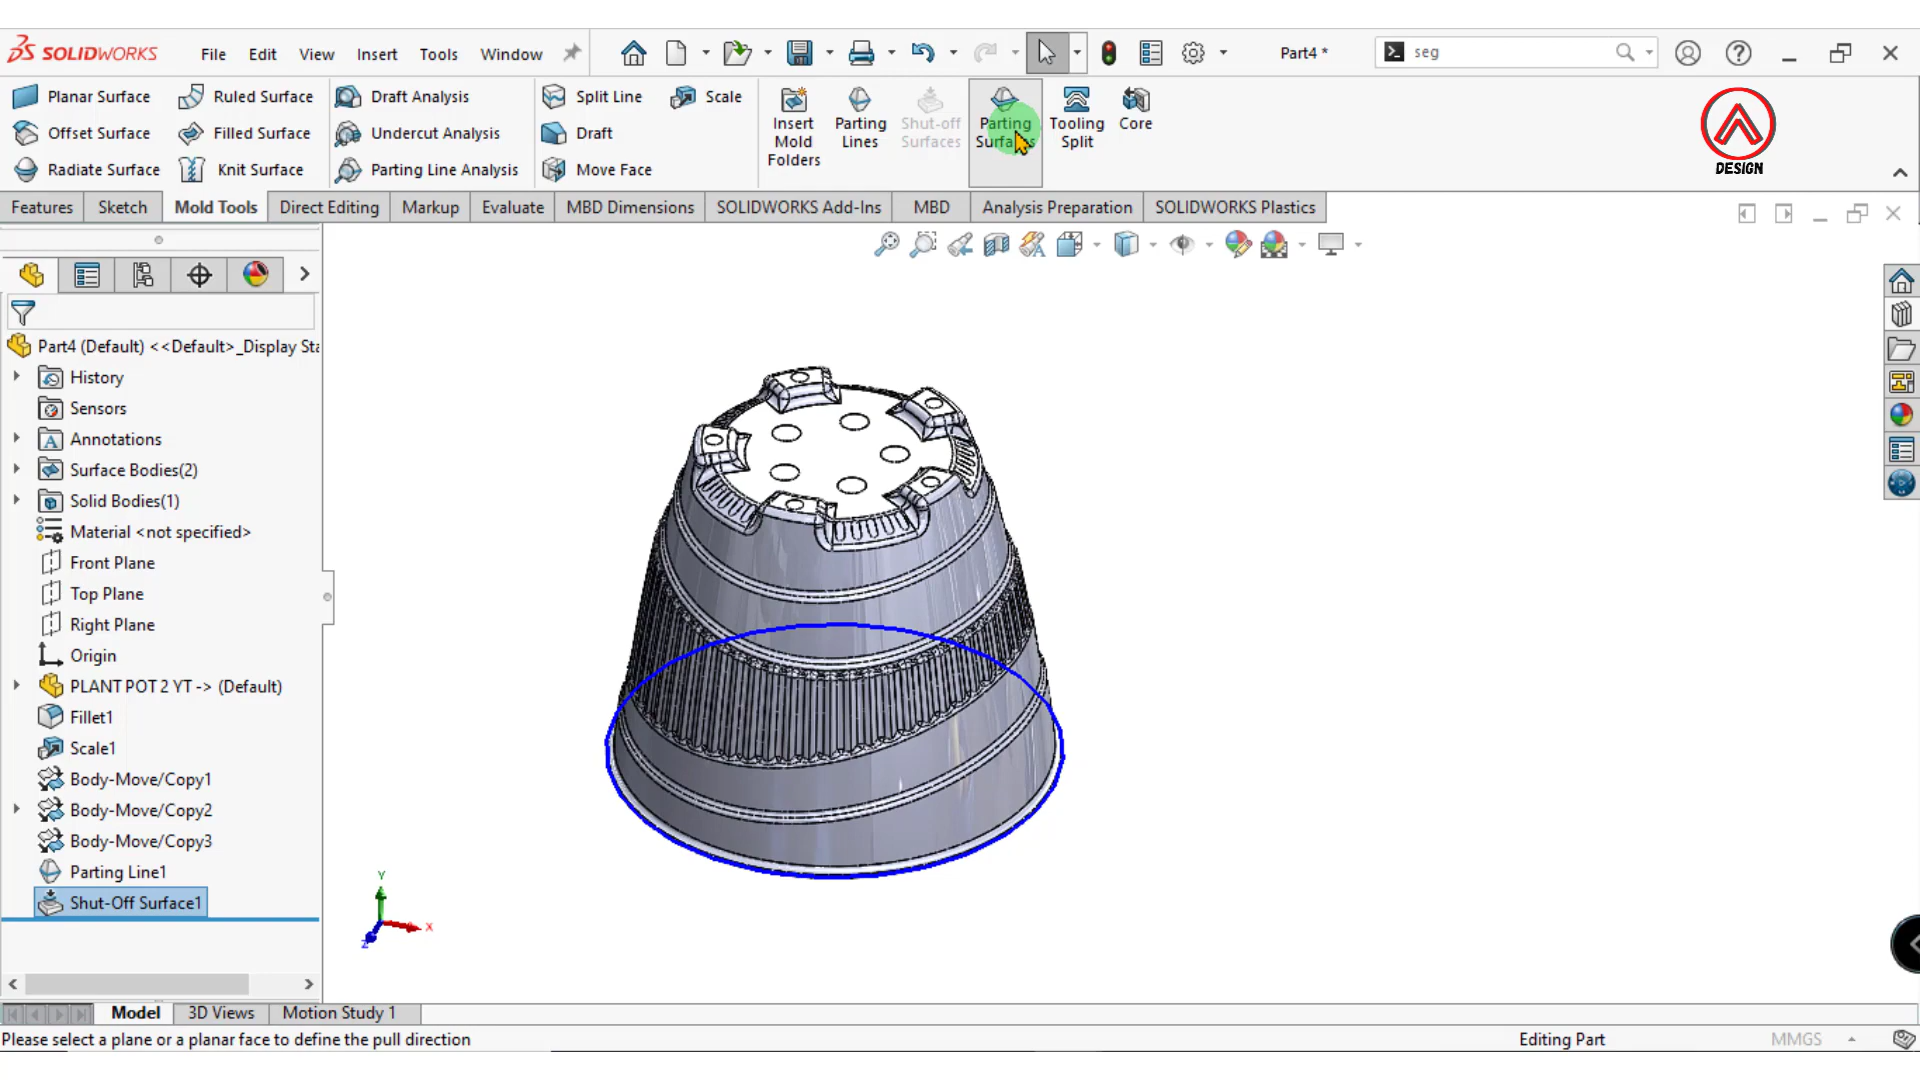 SOLIDWORKS File Edit View Insert Tools Window Part4 * seg
Planar Surface Ruled Surface Draft Analysis Split Line Scale
Offset Surface Filled Surface Undercut Analysis Draft
Radiate Surface Knit Surface Parting Line Analysis Move Face
Insert Mold Folders
Parting Lines
Shut-off Surfaces
Parting Surfaces
Tooling Split
Core
DESIGN
Features Sketch Mold Tools Direct Editing Markup Evaluate MBD Dimensions SOLIDWORKS Add-Ins MBD Analysis Preparation SOLIDWORKS Plastics
Part4 (Default) <<Default>_Display Sta
History
Sensors
Annotations
Surface Bodies(2)
Solid Bodies(1)
Material <not specified>
Front Plane
Top Plane
Right Plane
Origin
PLANT POT 2 YT -> (Default)
Fillet1
Scale1
Body-Move/Copy1
Body-Move/Copy2
Body-Move/Copy3
Parting Line1
Shut-Off Surface1
Y
X
Z
Model 3D Views Motion Study 1
Please select a plane or a planar face to define the pull direction Editing Part MMGS